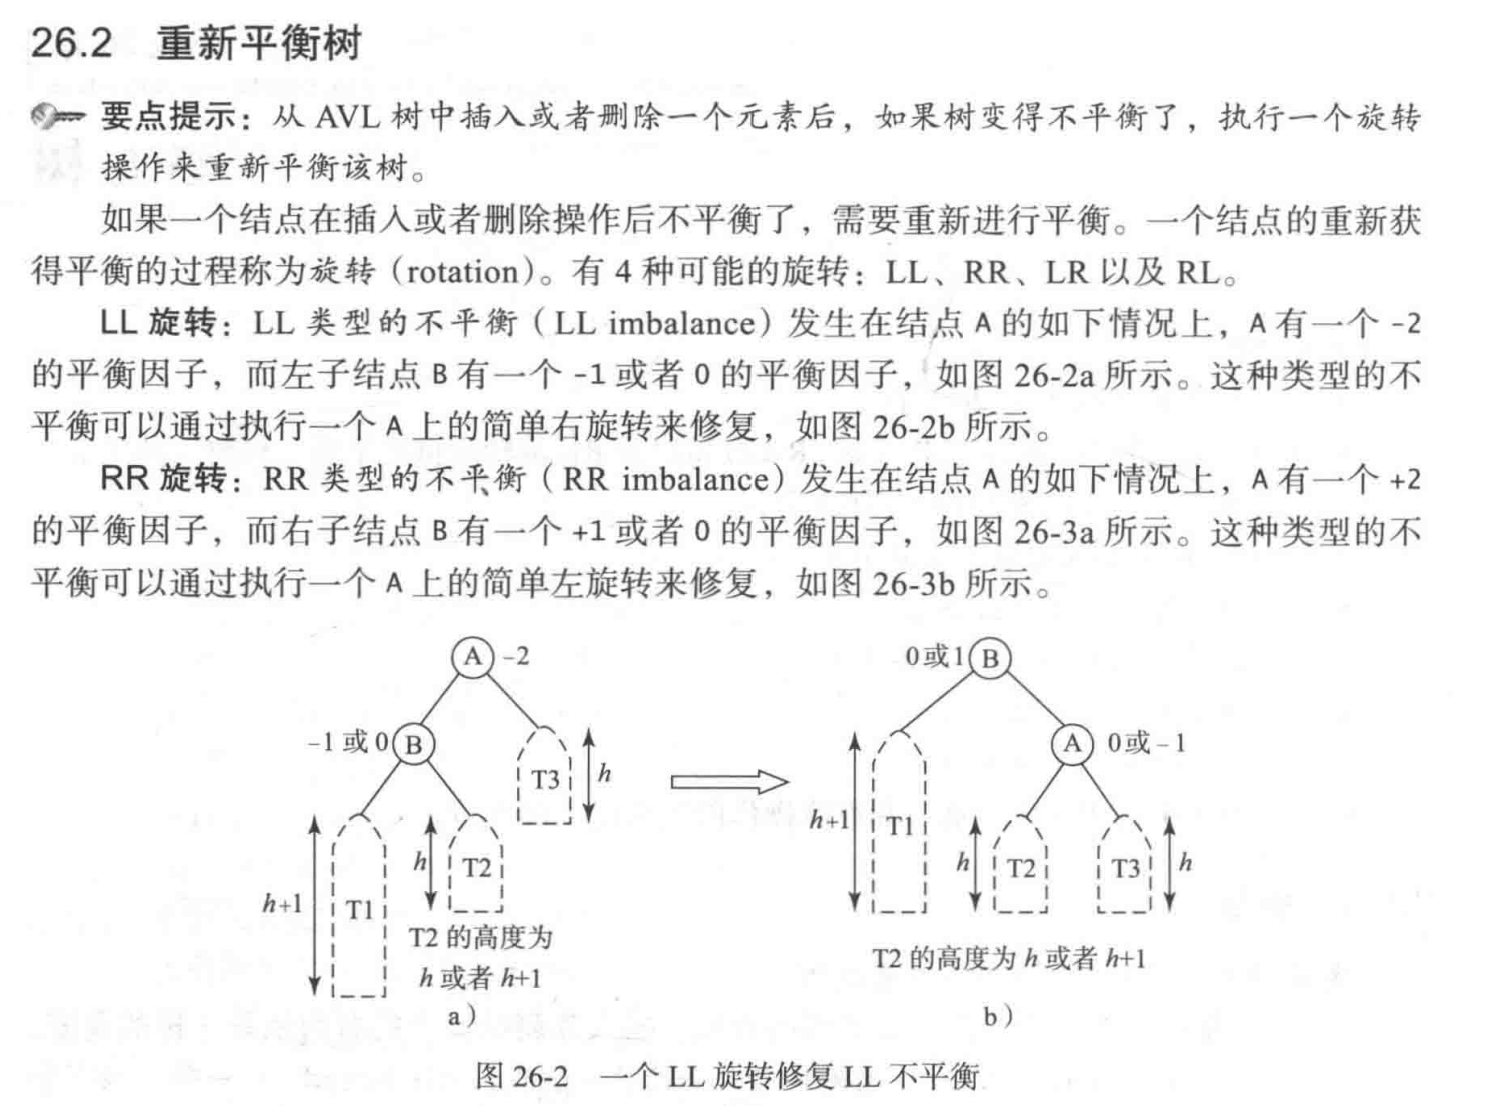 26.2 重新平衡树
要点提示：从 AVL 树中插入或者删除一个元素后，如果树变得不平衡了，执行一个旋转
操作来重新平衡该树。
如果一个结点在插入或者删除操作后不平衡了，需要重新进行平衡。一个结点的重新获
得平衡的过程称为旋转（rotation）。有 4 种可能的旋转：LL、RR、LR 以及 RL。
LL 旋转：LL 类型的不平衡（LL imbalance）发生在结点 A 的如下情况上，A 有一个 -2
的平衡因子，而左子结点 B 有一个 -1 或者 0 的平衡因子，如图 26-2a 所示。这种类型的不
平衡可以通过执行一个 A 上的简单右旋转来修复，如图 26-2b 所示。
RR 旋转：RR 类型的不平衡（RR imbalance）发生在结点 A 的如下情况上，A 有一个 +2
的平衡因子，而右子结点 B 有一个 +1 或者 0 的平衡因子，如图 26-3a 所示。这种类型的不
平衡可以通过执行一个 A 上的简单左旋转来修复，如图 26-3b 所示。
A -2
-1 或 0 B
T3 h
h+1 T1
h T2
T2 的高度为
h 或者 h+1
a）
0或1 B
A 0或-1
h+1 T1
h T2
T3 h
T2 的高度为 h 或者 h+1
b）
图 26-2 一个 LL 旋转修复 LL 不平衡